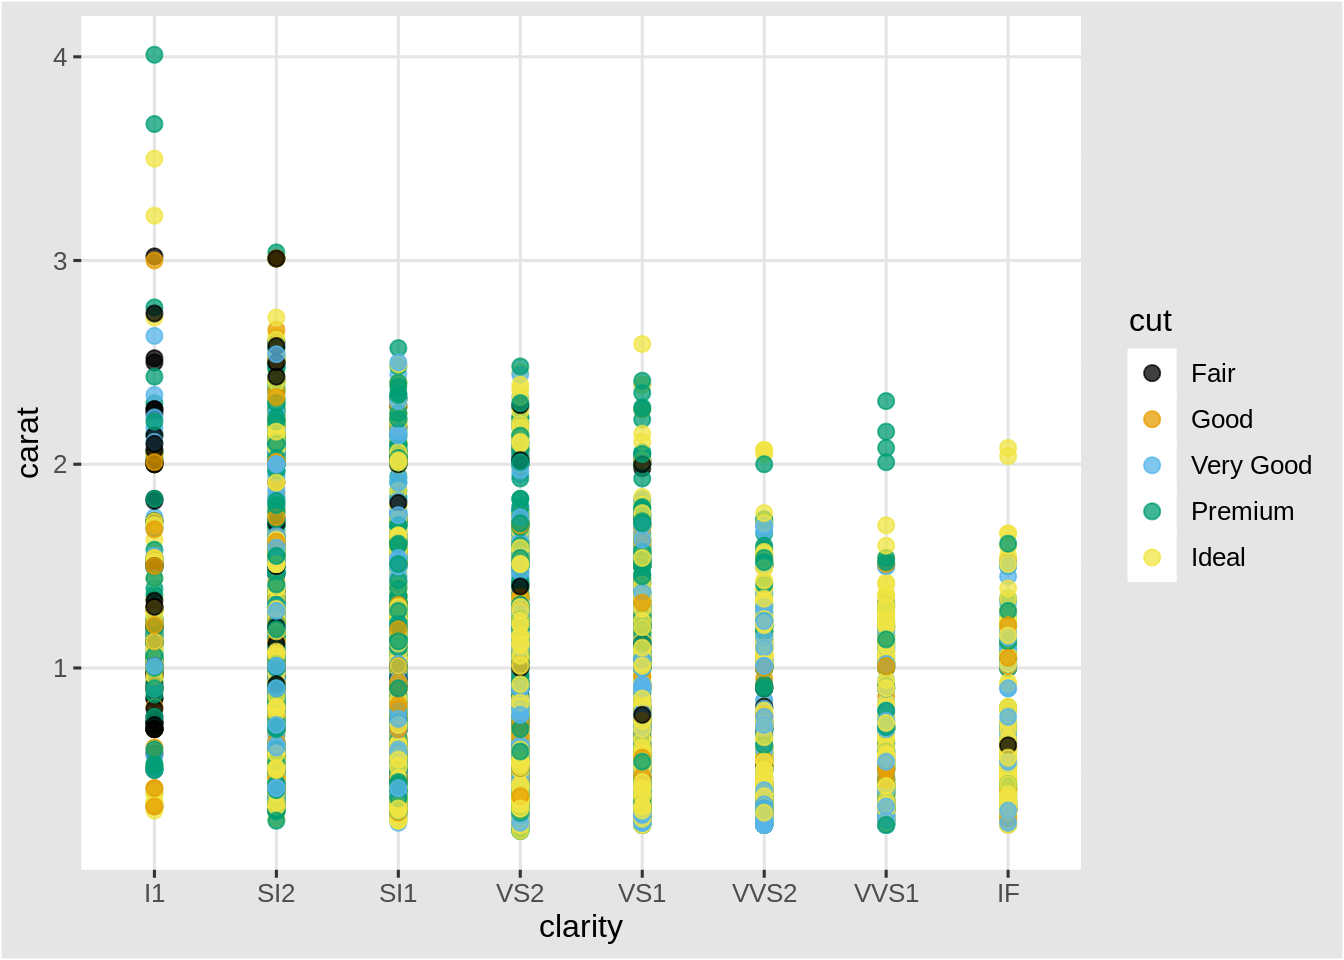 4
3
2
1
carat
I1 SI2 SI1 VS2 VS1 VVS2 VVS1 IF
clarity
cut
Fair
Good
Very Good
Premium
Ideal